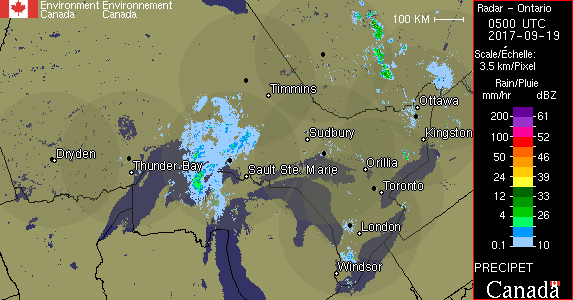 Environment Environnement
Canada Canada
100 KM
Timmins
Ottawa
Sudbury
Kingston
Dryden
Thunder Bay
Sault Ste. Marie
Orillia
Toronto
London
Windsor
Radar - Ontario
0500 UTC
2017-09-19
Scale/Échelle:
3.5 km/Pixel
Rain/Pluie
mm/hr dBZ
200 61
100 52
50 46
24 39
12 33
4 26
0.1 10
PRECIPET
Canada